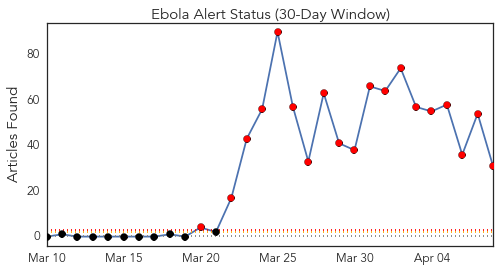 Ebola Alert Status (30-Day Window)
Articles Found
80
60
40
20
0
Mar 10 Mar 15 Mar 20 Mar 25 Mar 30 Apr 04